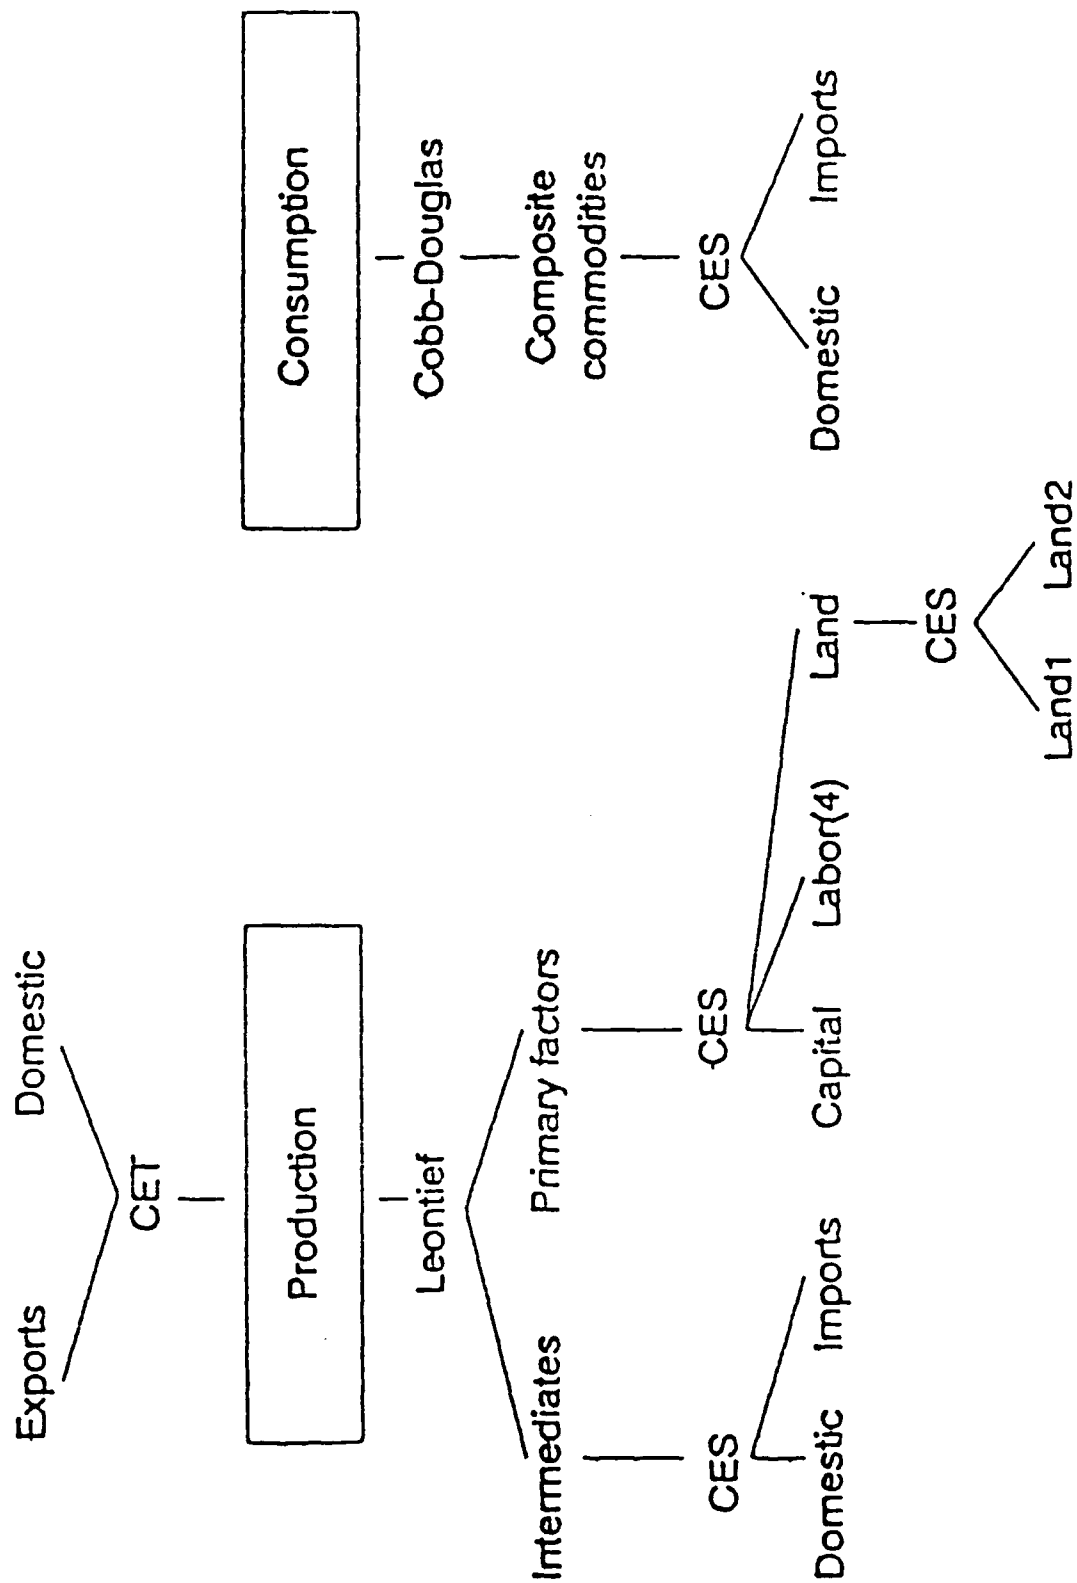 Exports
Domestic
CET
Production
Leontief
Intermediates
Primary factors
CES
CES
Domestic
Imports
Capital
Labor(4)
Land
CES
Land1
Land2
Consumption
Cobb-Douglas
Composite
commodities
CES
Domestic
Imports